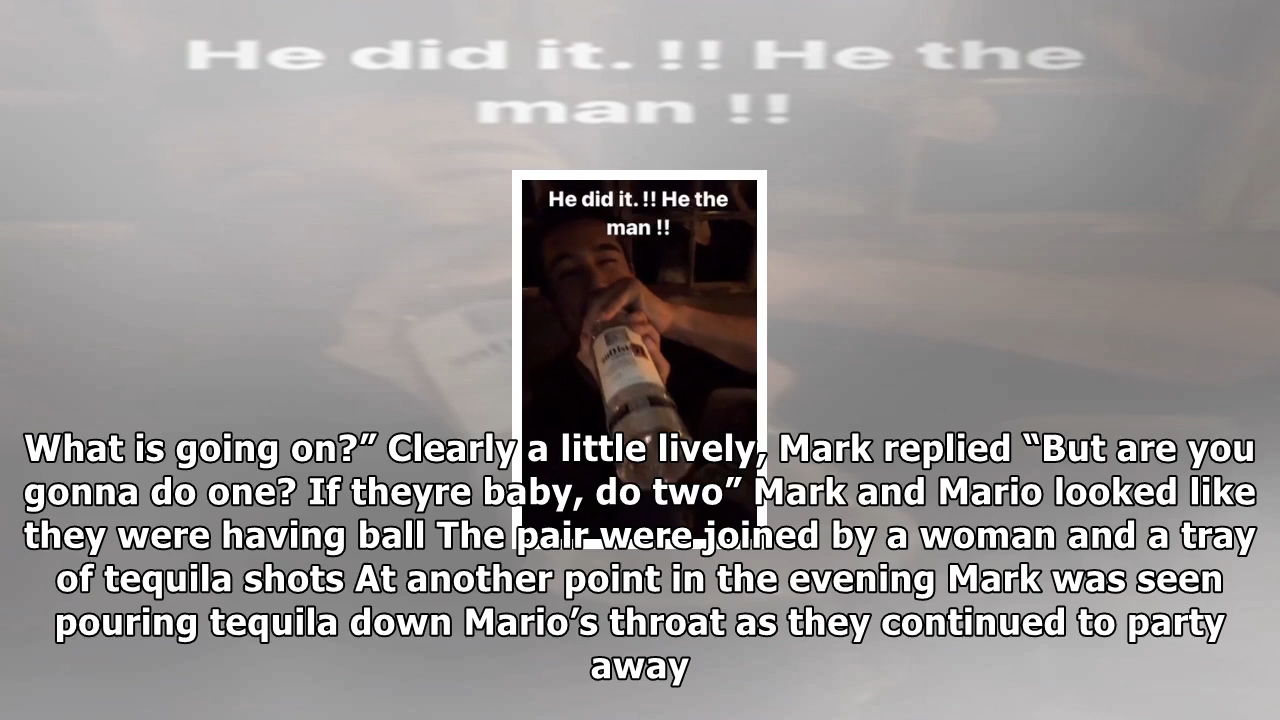 He did it. !! He the
man !!
He did it. !! He the
man !!
What is going on?” Clearly a little lively, Mark replied “But are you
gonna do one? If theyre baby, do two” Mark and Mario looked like
they were having ball The pair were joined by a woman and a tray
of tequila shots At another point in the evening Mark was seen
pouring tequila down Mario’s throat as they continued to party
away